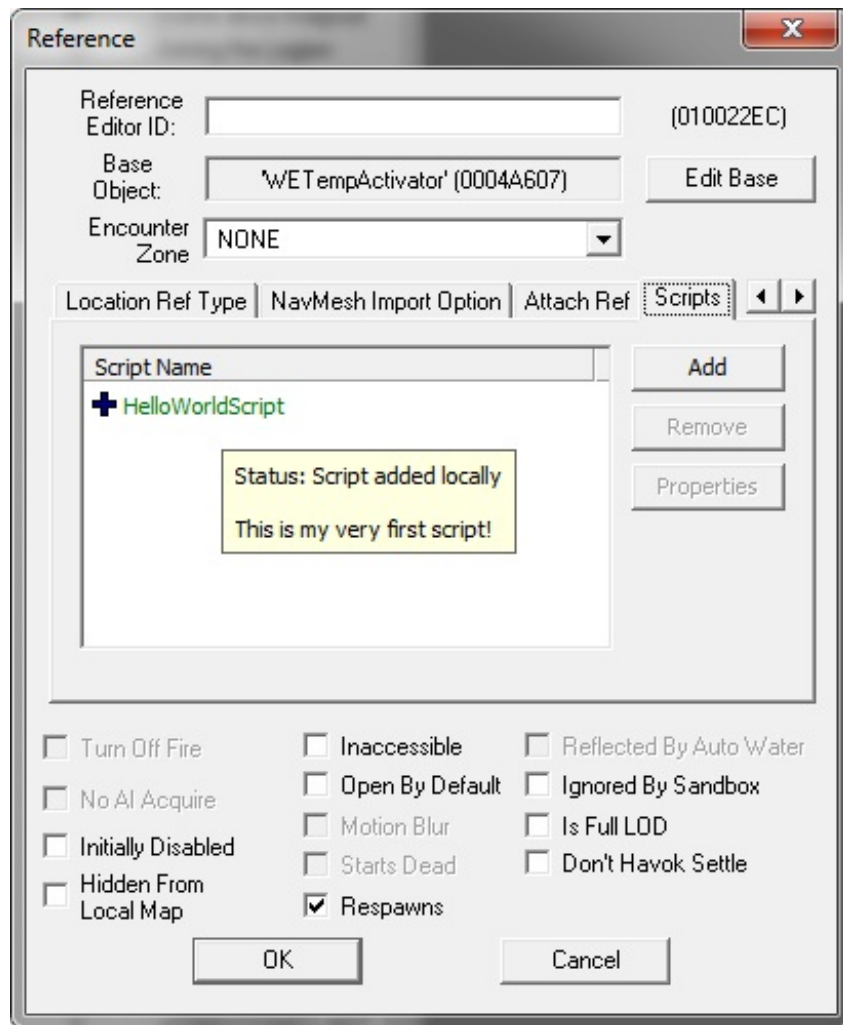 Reference
Reference
Editor ID:
(010022EC)
Base
Object:
'WETempActivator' (0004A607)
Edit Base
Encounter
Zone
NONE
Location Ref Type
NavMesh Import Option
Attach Ref
Scripts
Script Name
HelloWorldScript
Status: Script added locally
This is my very first script!
Add
Remove
Properties
Turn Off Fire
Inaccessible
Reflected By Auto Water
No AI Acquire
Open By Default
Ignored By Sandbox
Initially Disabled
Motion Blur
Is Full LOD
Hidden From
Local Map
Starts Dead
Don't Havok Settle
Respawns
OK
Cancel